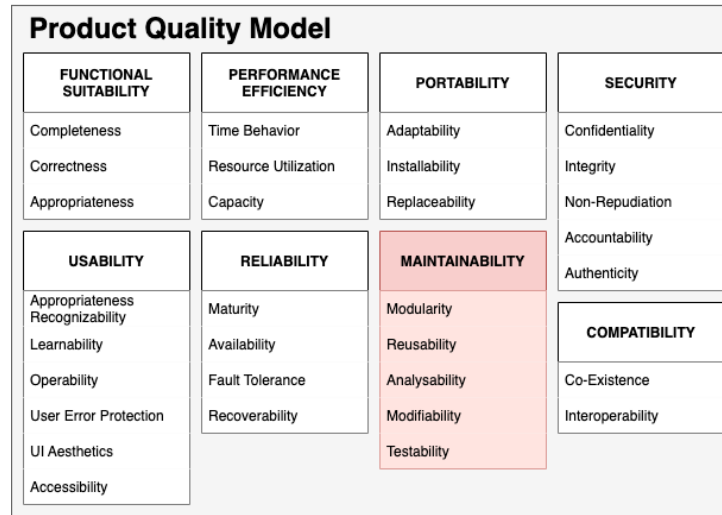 Product Quality Model
FUNCTIONAL
SUITABILITY
Completeness
Correctness
Appropriateness
PERFORMANCE
EFFICIENCY
Time Behavior
Resource Utilization
Capacity
PORTABILITY
Adaptability
Installability
Replaceability
SECURITY
Confidentiality
Integrity
Non-Repudiation
Accountability
Authenticity
USABILITY
Appropriateness
Recognizability
Learnability
Operability
User Error Protection
UI Aesthetics
Accessibility
RELIABILITY
Maturity
Availability
Fault Tolerance
Recoverability
MAINTAINABILITY
Modularity
Reusability
Analysability
Modifiability
Testability
COMPATIBILITY
Co-Existence
Interoperability